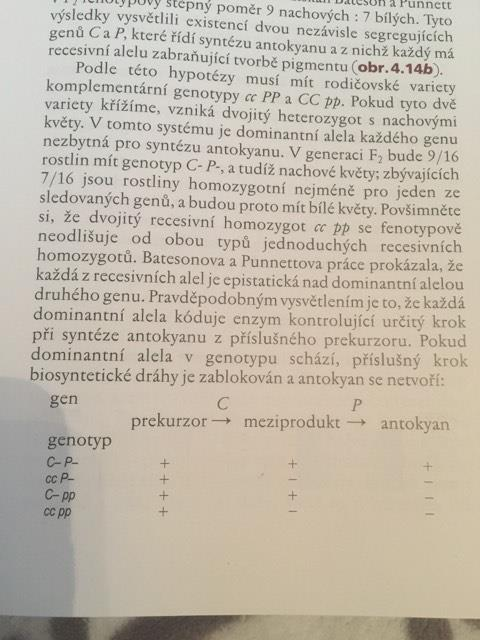 fenotypový štěpný poměr 9 nachových : 7 bílých. Tyto
výsledky vysvětlili existencí dvou nezávisle segregujících
genů C a P, které řídí syntézu antokyanu a z nichž každý má
recesivní alelu zabraňující tvorbě pigmentu (obr.4.14b).
Podle této hypotézy musí mít rodičovské variety
komplementární genotypy cc PP a CC pp. Pokud tyto dvě
variety křížíme, vzniká dvojitý heterozygot s nachovými
květy. V tomto systému je dominantní alela každého genu
nezbytná pro syntézu antokyanu. V generaci F₂ bude 9/16
rostlin mít genotyp C- P-, a tudíž nachové květy; zbývajících
7/16 jsou rostliny homozygotní nejméně pro jeden ze
sledovaných genů, a budou proto mít bílé květy. Povšimněte
si, že dvojitý recesivní homozygot cc pp se fenotypově
neodlišuje od obou typů jednoduchých recesivních
homozygotů. Batesonova a Punnettova práce prokázala, že
každá z recesivních alel je epistatická nad dominantní alelou
druhého genu. Pravděpodobným vysvětlením je to, že každá
dominantní alela kóduje enzym kontrolující určitý krok
při syntéze antokyanu z příslušného prekurzoru. Pokud
dominantní alela v genotypu schází, příslušný krok
biosyntetické dráhy je zablokován a antokyan se netvoří:
gen C P
prekurzor → meziprodukt → antokyan
genotyp
C– P– + + +
cc P– + – –
C– pp + + –
cc pp + – –